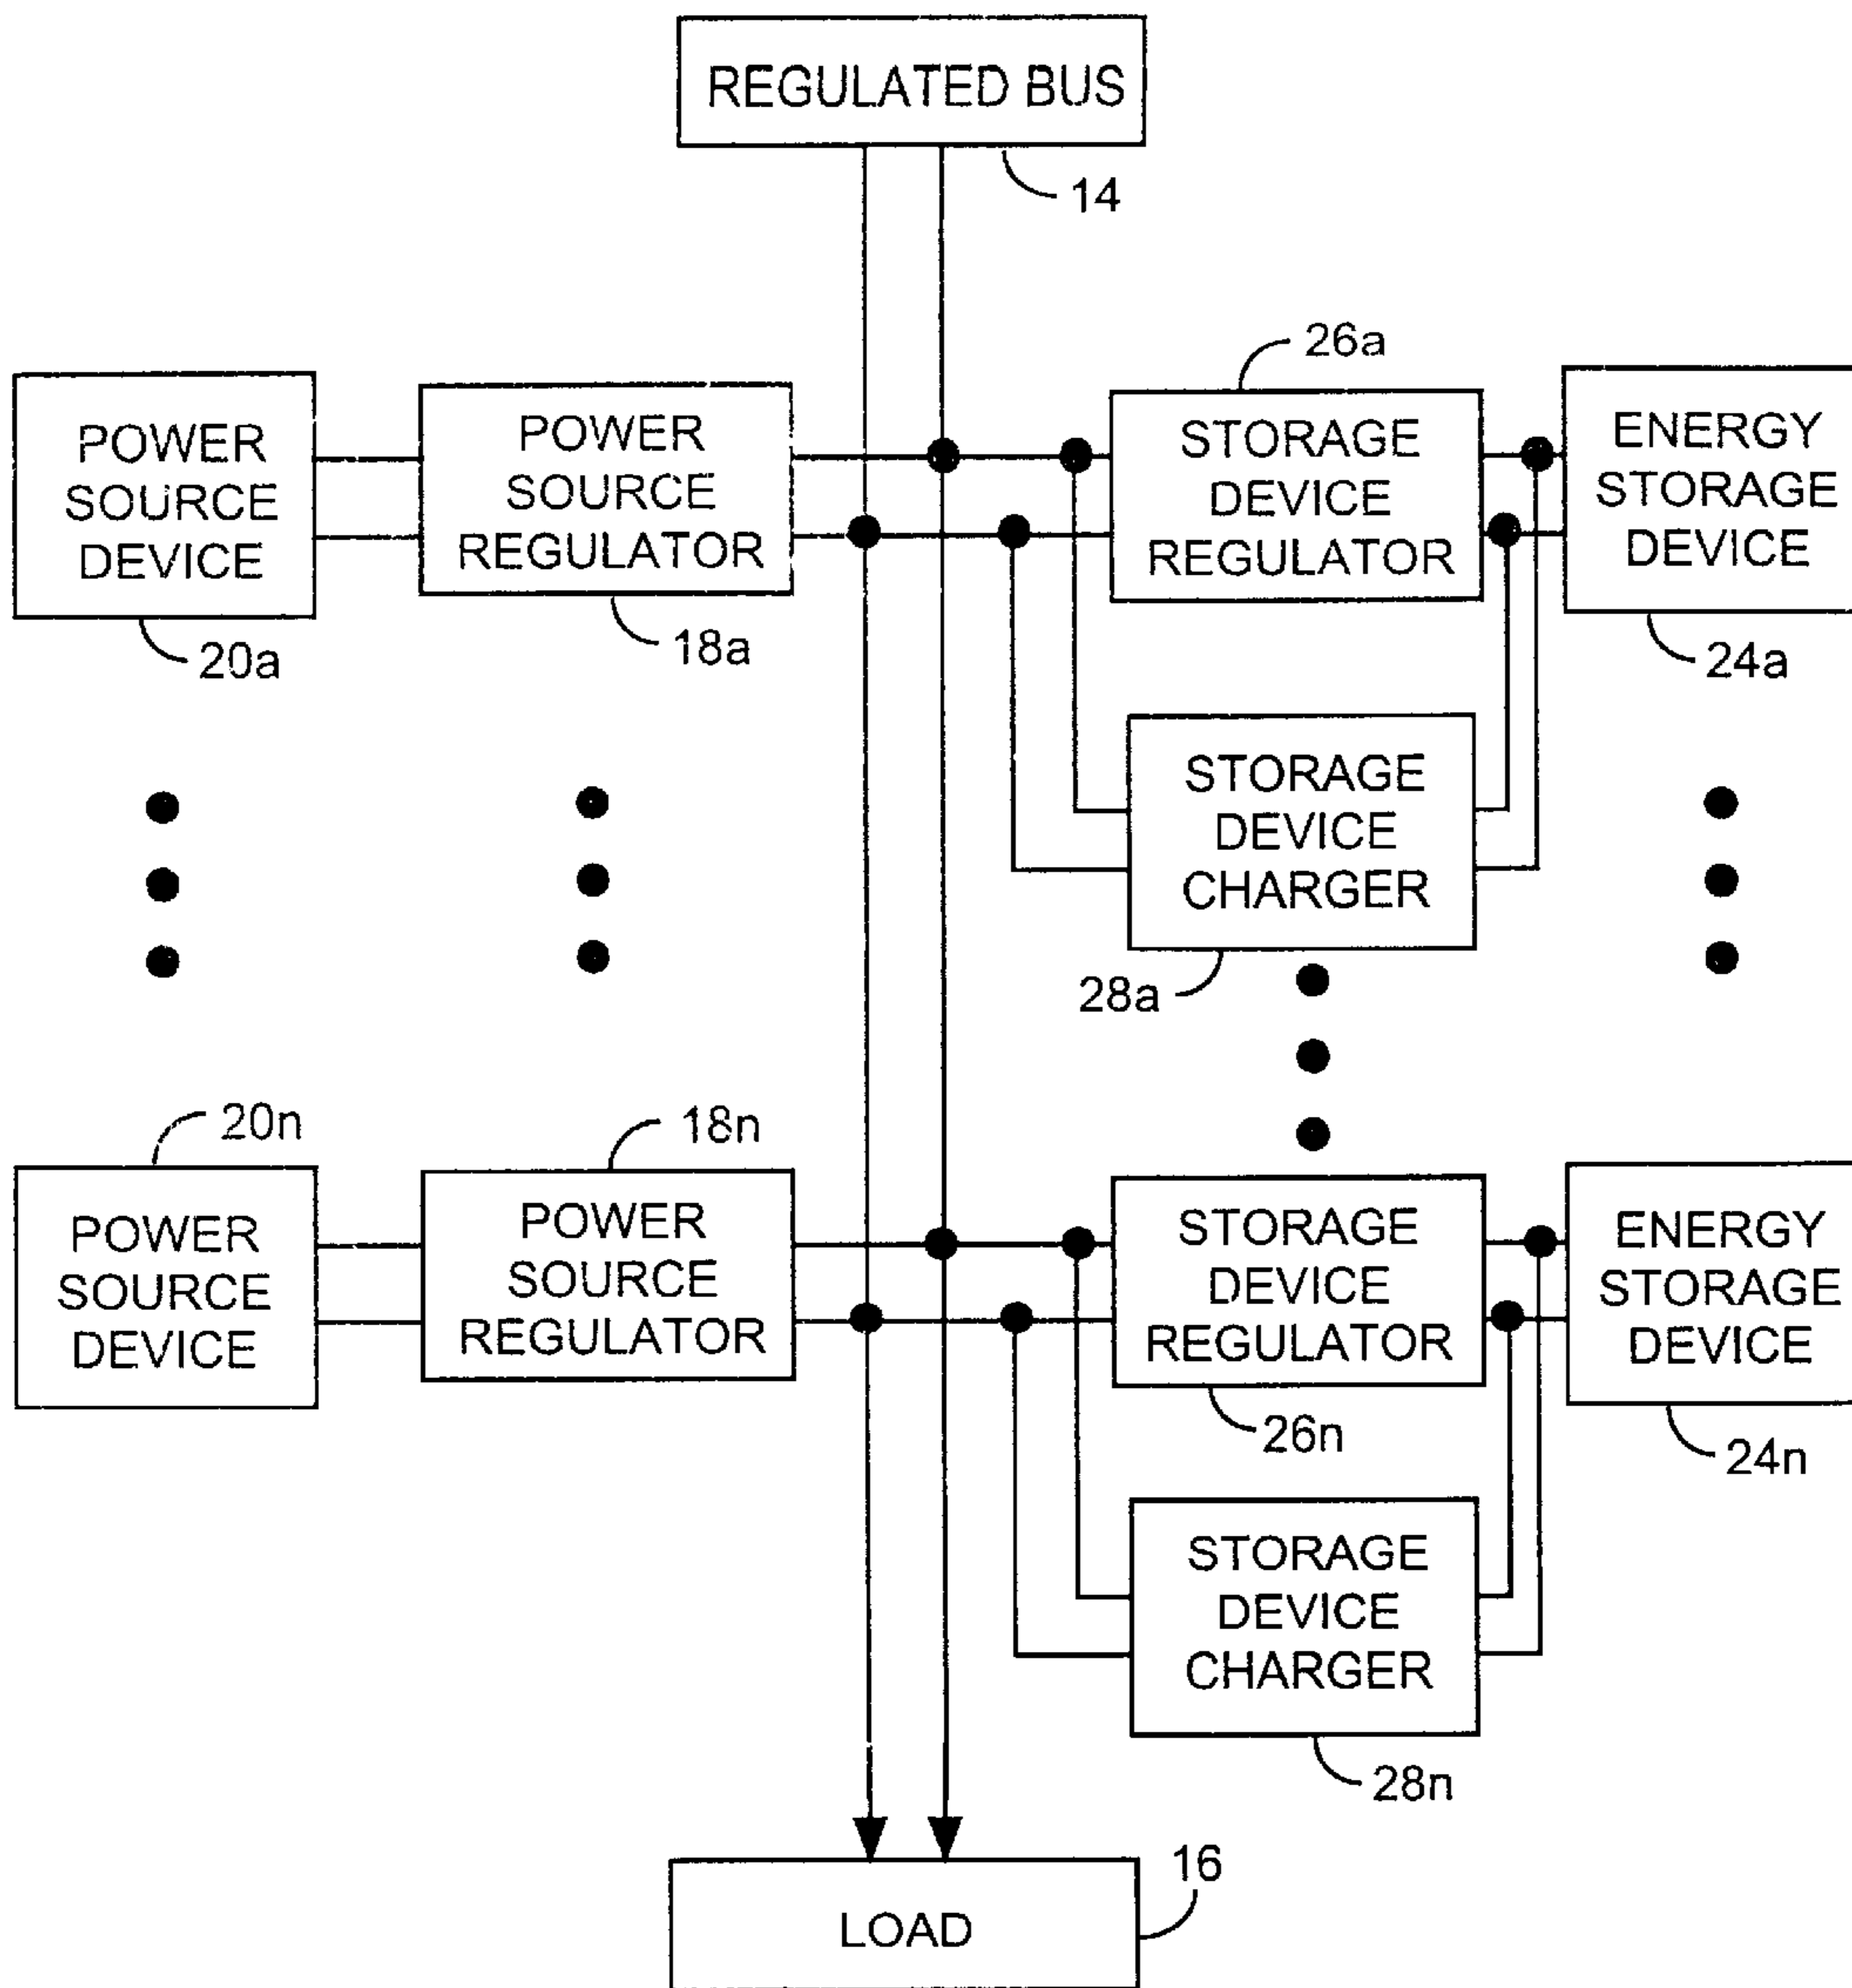 REGULATED BUS
14
26a
POWER
SOURCE
DEVICE
20a
POWER
SOURCE
REGULATOR
18a
STORAGE
DEVICE
REGULATOR
ENERGY
STORAGE
DEVICE
24a
STORAGE
DEVICE
CHARGER
28a
20n
POWER
SOURCE
DEVICE
18n
POWER
SOURCE
REGULATOR
STORAGE
DEVICE
REGULATOR
26n
ENERGY
STORAGE
DEVICE
24n
STORAGE
DEVICE
CHARGER
28n
16
LOAD